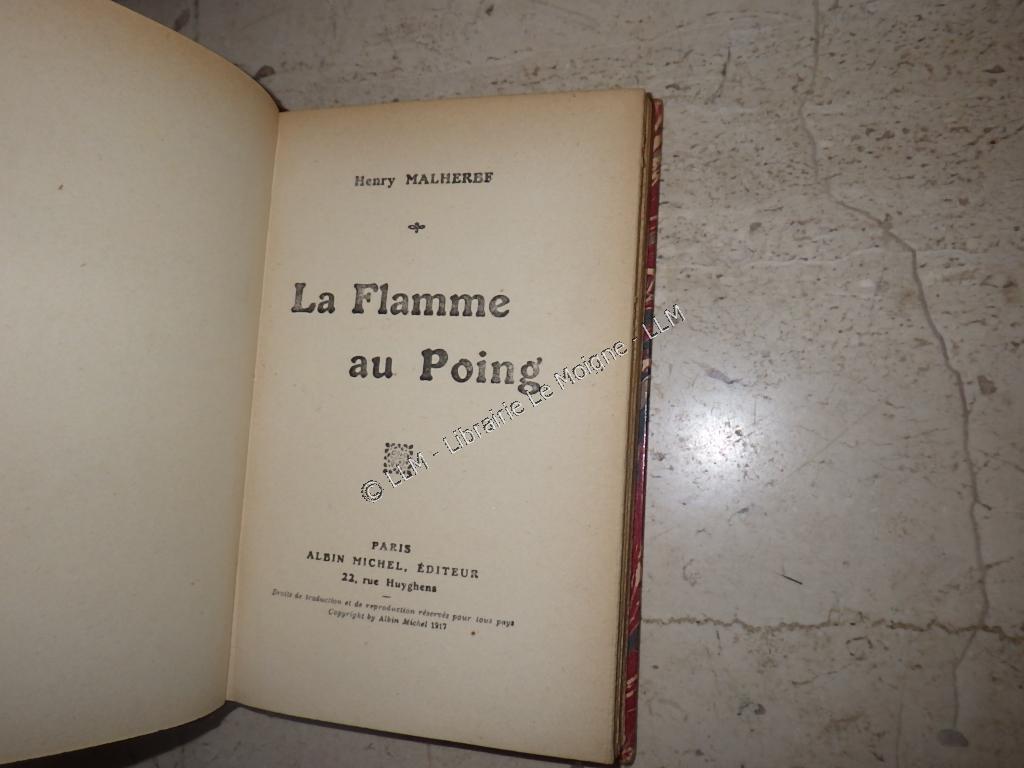 Henry MALHERBE
La Flamme
au Poing
© LLM - Librairie Le Moigne - LLM
PARIS
ALBIN MICHEL, ÉDITEUR
22, rue Huyghens
Droits de traduction et de reproduction réservés pour tous pays
Copyright by Albin Michel 1917